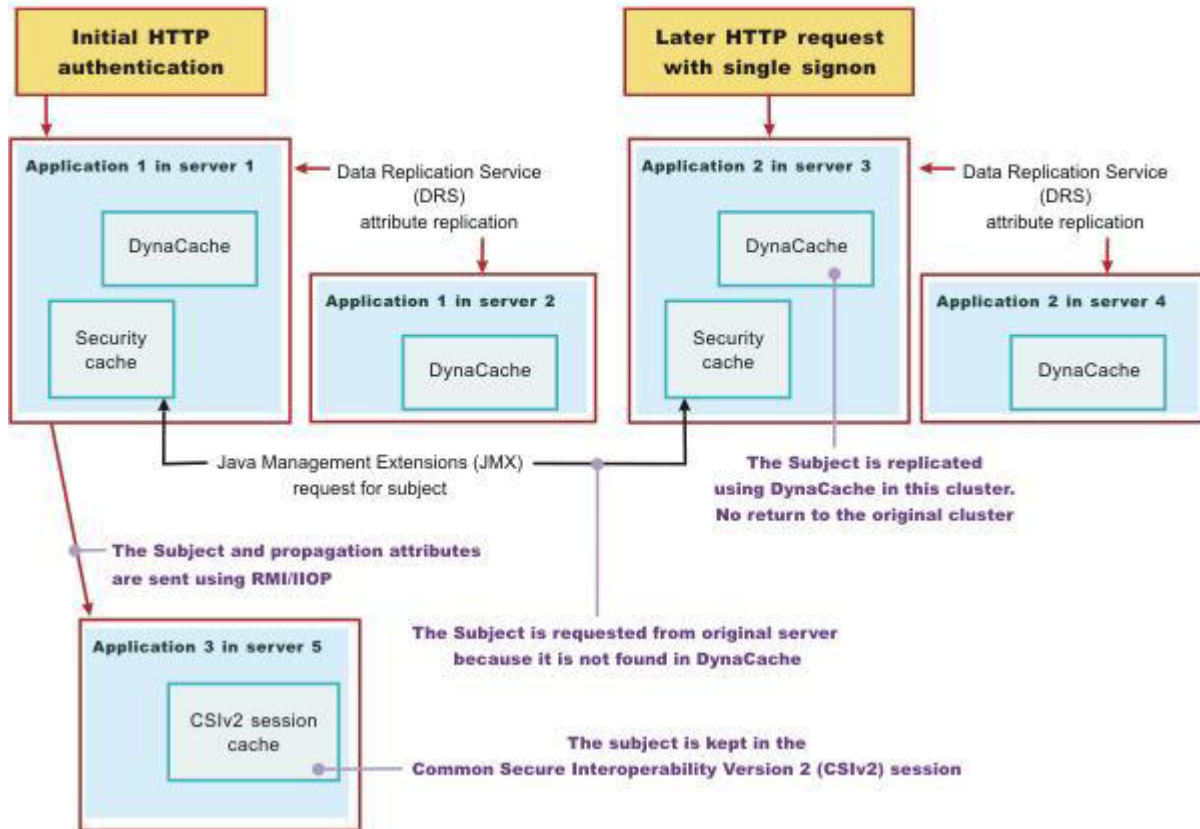 Initial HTTP
authentication
Later HTTP request
with single signon
Application 1 in server 1
DynaCache
Security
cache
Data Replication Service
(DRS)
attribute replication
Application 1 in server 2
DynaCache
Application 2 in server 3
DynaCache
Security
cache
Data Replication Service
(DRS)
attribute replication
Application 2 in server 4
DynaCache
Java Management Extensions (JMX)
request for subject
The Subject is replicated
using DynaCache in this cluster.
No return to the original cluster
The Subject and propagation attributes
are sent using RMI/IIOP
The Subject is requested from original server
because it is not found in DynaCache
Application 3 in server 5
CSIv2 session
cache
The subject is kept in the
Common Secure Interoperability Version 2 (CSIv2) session